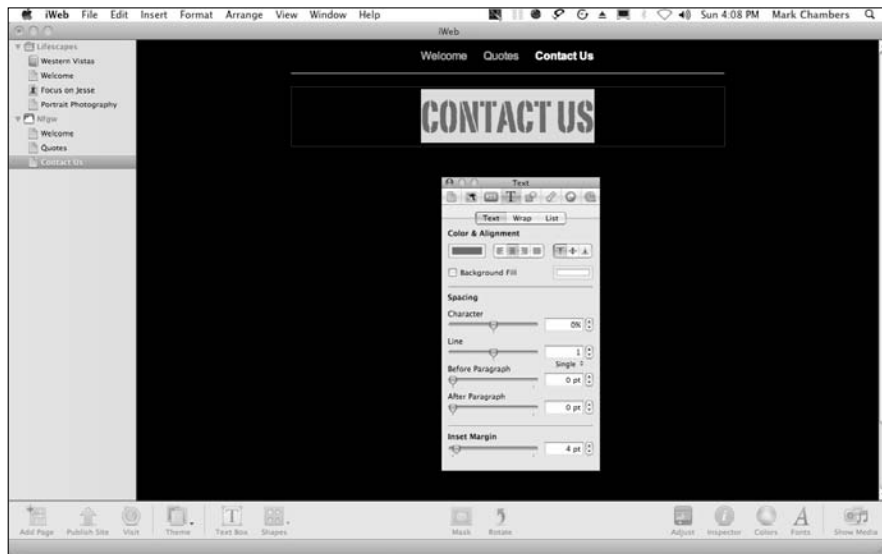 iWeb File Edit Insert Format Arrange View Window Help Sun 4:08 PM Mark Chambers
iWeb
Lifescapes
Western Vistas
Welcome
Focus on Jesse
Portrait Photography
Nfgw
Welcome
Quotes
Contact Us
Welcome Quotes Contact Us
CONTACT US
Text
Text Wrap List
Color & Alignment
Background Fill
Spacing
Character
0%
Line
1
Single
Before Paragraph
0 pt
After Paragraph
0 pt
Inset Margin
4 pt
Add Page Publish Site Visit Theme Text Box Shapes Mask Rotate Adjust Inspector Colors Fonts Show Media